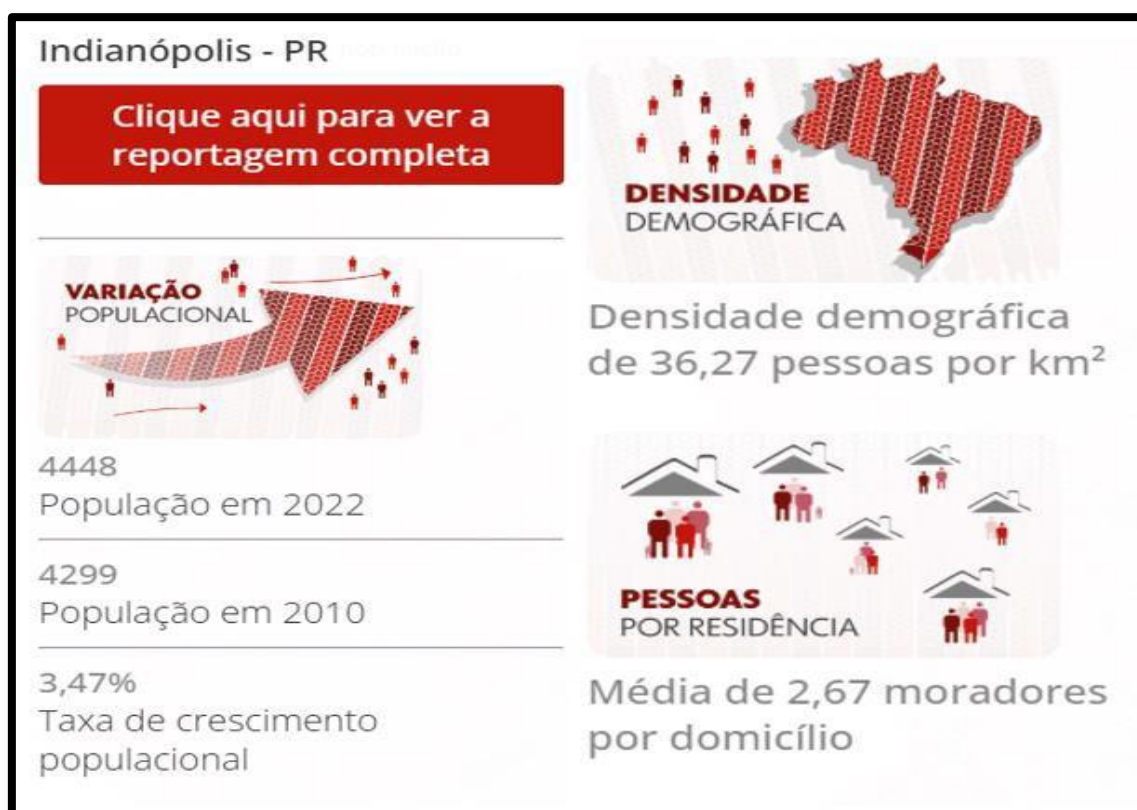 Indianópolis - PR
Clique aqui para ver a
reportagem completa
VARIAÇÃO
POPULACIONAL
4448
População em 2022
4299
População em 2010
3,47%
Taxa de crescimento
populacional
DENSIDADE
DEMOGRÁFICA
Densidade demográfica
de 36,27 pessoas por km²
PESSOAS
POR RESIDÊNCIA
Média de 2,67 moradores
por domicílio